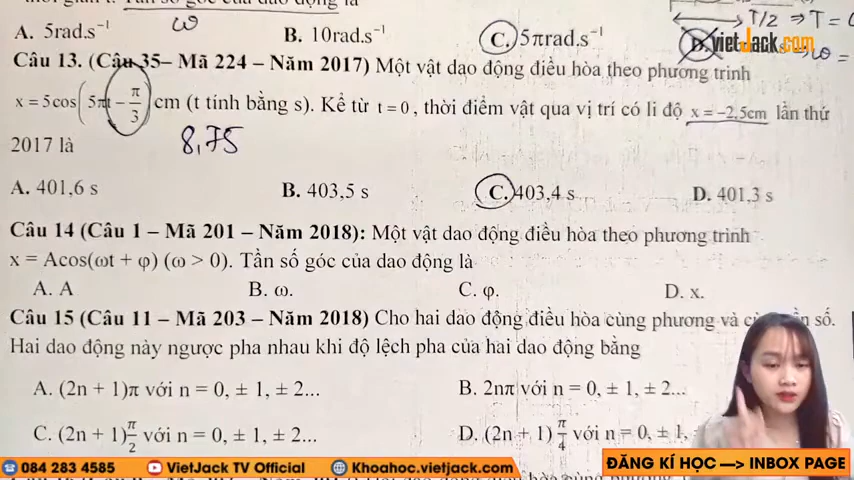 Tần số góc của dao động là
A. 5rad.s⁻¹ B. 10rad.s⁻¹ C. 5πrad.s⁻¹ D.
ω
T/2 ⇒ T =
ω =
vietJack.com
Câu 13. (Câu 35– Mã 224 – Năm 2017) Một vật dao động điều hòa theo phương trình
x = 5cos(5πt − π/3)cm (t tính bằng s). Kể từ t = 0, thời điểm vật qua vị trí có li độ x = −2,5cm lần thứ
2017 là
8,75
A. 401,6 s B. 403,5 s C. 403,4 s D. 401,3 s
Câu 14 (Câu 1 – Mã 201 – Năm 2018): Một vật dao động điều hòa theo phương trình
x = Acos(ωt + φ) (ω > 0). Tần số góc của dao động là
A. A B. ω. C. φ. D. x.
Câu 15 (Câu 11 – Mã 203 – Năm 2018) Cho hai dao động điều hòa cùng phương và số.
Hai dao động này ngược pha nhau khi độ lệch pha của hai dao động bằng
A. (2n + 1)π với n = 0, ± 1, ± 2... B. 2nπ với n = 0, ± 1, ± 2...
C. (2n + 1)π/2 với n = 0, ± 1, ± 2... D. (2n + 1) π/4 với n = 0, ± 1,
084 283 4585 VietJack TV Official Khoahoc.vietjack.com ĐĂNG KÍ HỌC —> INBOX PAGE